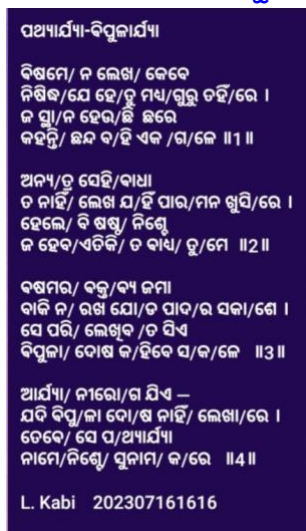 ପଥ୍ୟାର୍ଯ୍ୟା-ବିପୁଳାର୍ଯ୍ୟା
ବିଷମେ/ ନ ଲେଖ/ କେବେ
ନିଷିଦ୍ଧ/ଯେ ହେ/ତୁ ମଧ୍ୟ/ଗୁରୁ ତହିଁ/ରେ ।
ଜ ସ୍ଥା/ନ ହେଉ/ଛି ଛରେ
କହନ୍ତି/ ଛନ୍ଦ ବ/ହି ଏକ /ଗ/ଳେ ॥1॥
ଅନ୍ୟ/ତ୍ର ସେହି/ବାଧା
ତ ନାହିଁ/ ଲେଖ ଯ/ହିଁ ପାର/ମନ ଖୁସି/ରେ ।
ହେଲେ/ ବି ଷଷ୍ଠ/ ନିଶ୍ଚେ
ଜ ହେବ/ଏତିକି/ ତ ବାଧ୍ୟ/ ତୁ/ମେ ॥2॥
ବଷମର/ ବକ୍ତ/ବ୍ୟ ଜମା
ବାକି ନ/ ରଖ ଯୋ/ତ ପାଦ/ର ସକା/ଶେ ।
ସେ ପରି/ ଲେଖିବ /ତ ସିଏ
ବିପୁଳା/ ଦୋଷ କ/ହିବେ ସ/କ/ଳେ ॥3॥
ଆର୍ଯ୍ୟା/ ନୀରୋ/ଗ ଯିଏ –
ଯଦି ବିପୁ/ଳା ଦୋ/ଷ ନାହିଁ/ ଲେଖା/ରେ ।
ତେବେ/ ସେ ପ/ଥ୍ୟାର୍ଯ୍ୟା
ନାମେ/ନିଶ୍ଚେ/ ସୁନାମ/ କ/ରେ ॥4॥
L. Kabi 202307161616